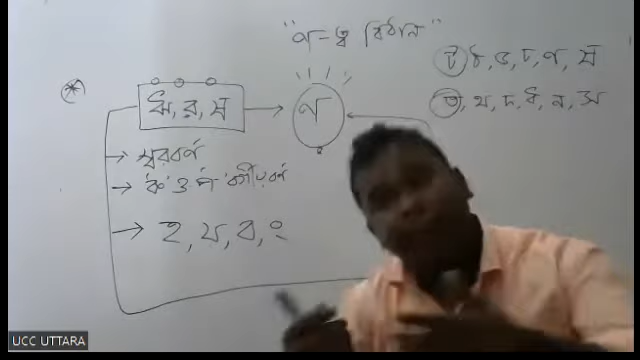 "ণ-ত্ব বিধান"
ট ঠ, ড, ঢ, ণ, ষ
ত, থ, দ, ধ, ন, স
ঋ, র, ষ → ণ
→ স্বরবর্ণ
→ 'ক' ও 'প' বর্গীয় বর্ণ
→ হ, য, ব, ং
UCC UTTARA